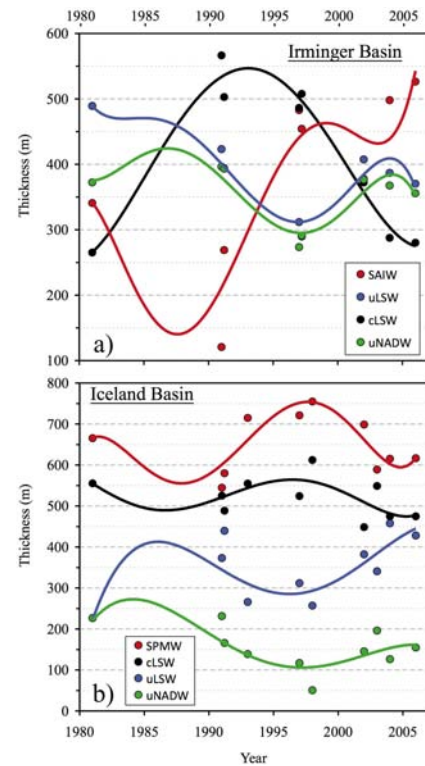 1980 1985 1990 1995 2000 2005
600
Irminger Basin
500
400
300
200
100
Thickness (m)
SAIW
uLSW
cLSW
uNADW
a)
800
Iceland Basin
700
600
500
400
300
200
100
0
Thickness (m)
SPMW
cLSW
uLSW
uNADW
b)
1980 1985 1990 1995 2000 2005
Year